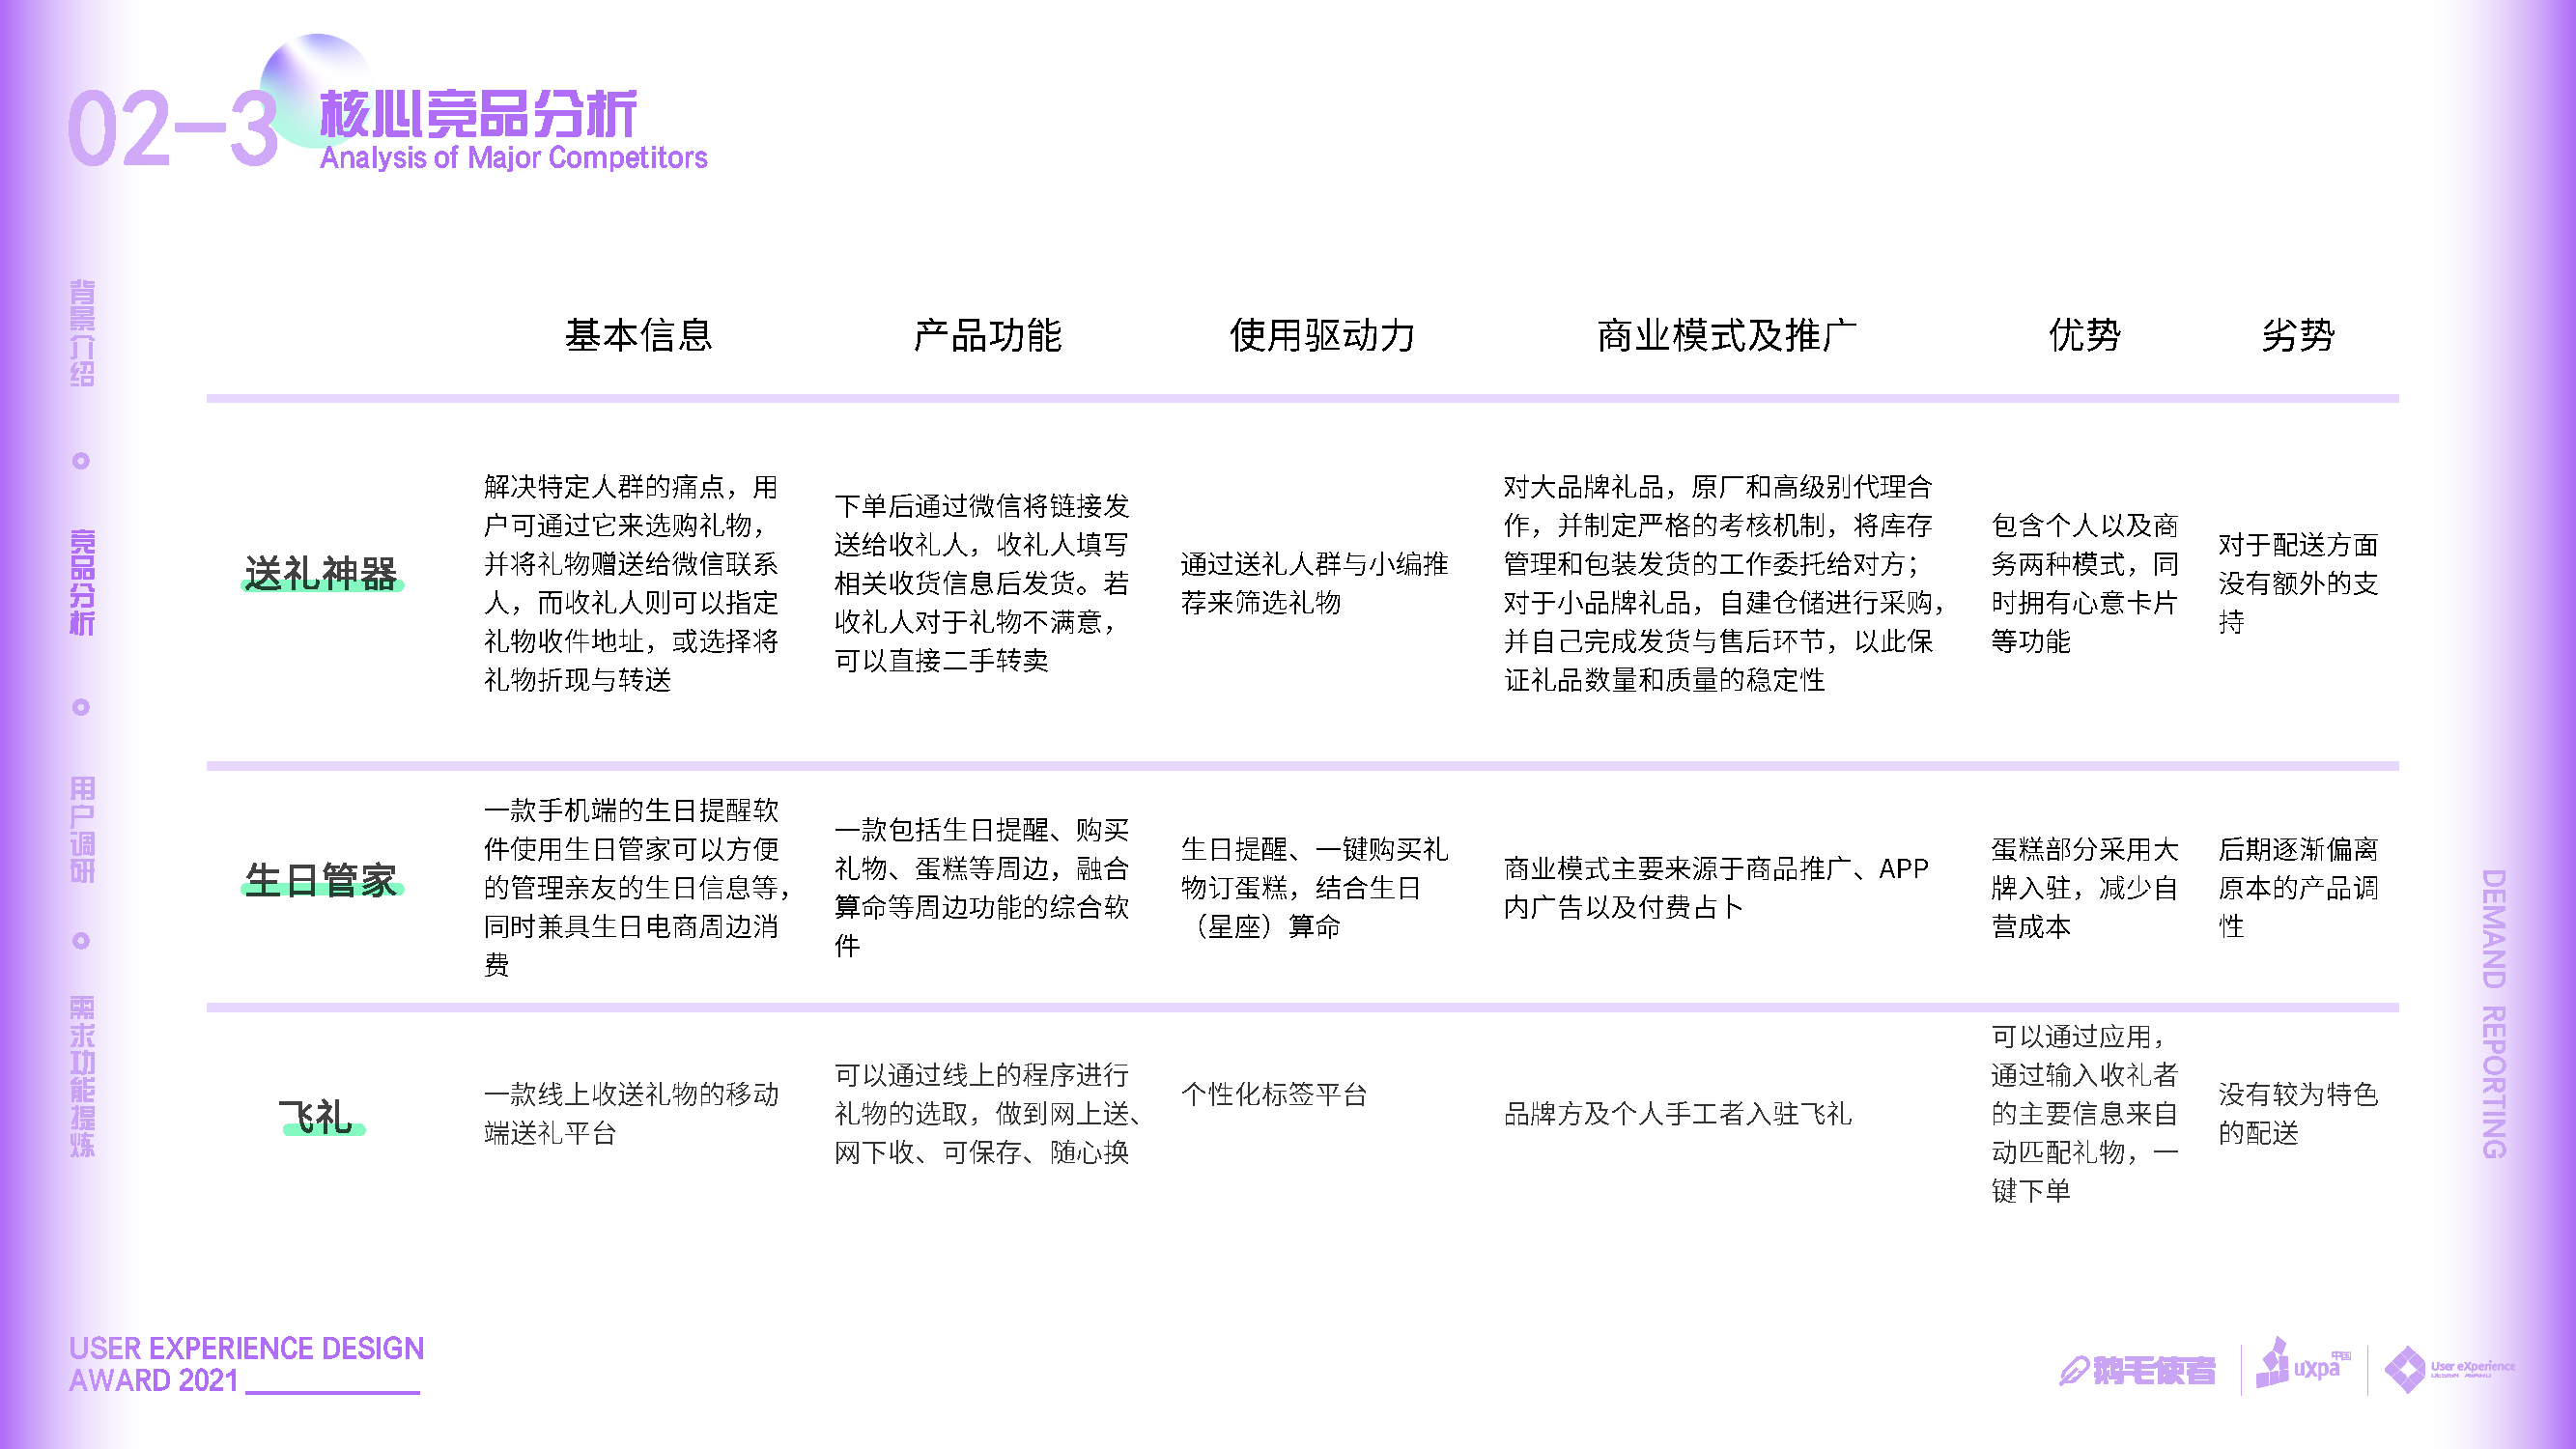 02-3
核心竞品分析
Analysis of Major Competitors
背景介绍
竞品分析
用户调研
需求功能提炼
基本信息
产品功能
使用驱动力
商业模式及推广
优势
劣势
送礼神器
解决特定人群的痛点，用
户可通过它来选购礼物，
并将礼物赠送给微信联系
人，而收礼人则可以指定
礼物收件地址，或选择将
礼物折现与转送
下单后通过微信将链接发
送给收礼人，收礼人填写
相关收货信息后发货。若
收礼人对于礼物不满意，
可以直接二手转卖
通过送礼人群与小编推
荐来筛选礼物
对大品牌礼品，原厂和高级别代理合
作，并制定严格的考核机制，将库存
管理和包装发货的工作委托给对方；
对于小品牌礼品，自建仓储进行采购，
并自己完成发货与售后环节，以此保
证礼品数量和质量的稳定性
包含个人以及商
务两种模式，同
时拥有心意卡片
等功能
对于配送方面
没有额外的支
持
生日管家
一款手机端的生日提醒软
件使用生日管家可以方便
的管理亲友的生日信息等，
同时兼具生日电商周边消
费
一款包括生日提醒、购买
礼物、蛋糕等周边，融合
算命等周边功能的综合软
件
生日提醒、一键购买礼
物订蛋糕，结合生日
（星座）算命
商业模式主要来源于商品推广、APP
内广告以及付费占卜
蛋糕部分采用大
牌入驻，减少自
营成本
后期逐渐偏离
原本的产品调
性
飞礼
一款线上收送礼物的移动
端送礼平台
可以通过线上的程序进行
礼物的选取，做到网上送、
网下收、可保存、随心换
个性化标签平台
品牌方及个人手工者入驻飞礼
可以通过应用，
通过输入收礼者
的主要信息来自
动匹配礼物，一
键下单
没有较为特色
的配送
DEMAND REPORTING
USER EXPERIENCE DESIGN
AWARD 2021
鹅毛使者
uxpa中国
User eXperience